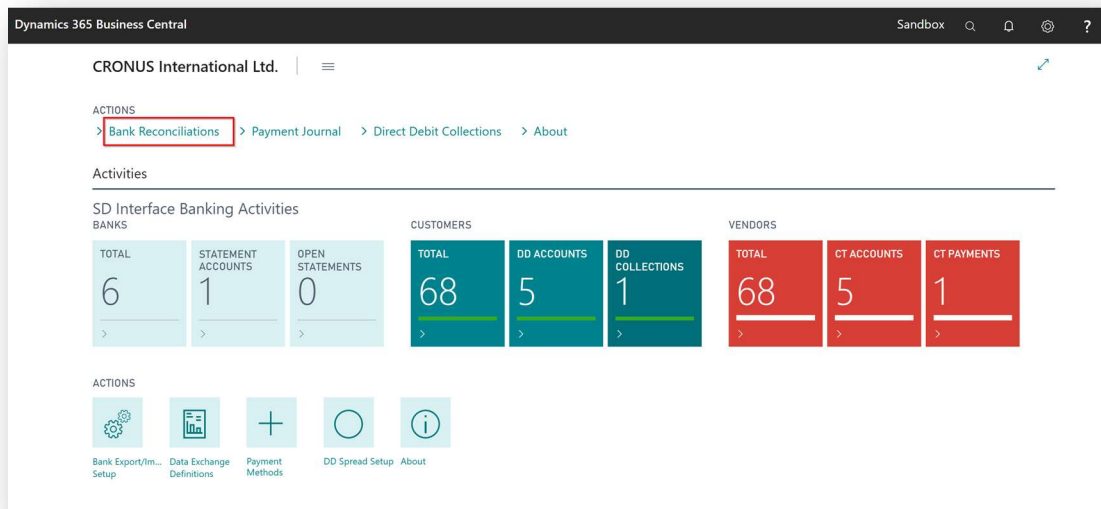 Dynamics 365 Business Central
Sandbox
?
CRONUS International Ltd.
ACTIONS
> Bank Reconciliations > Payment Journal > Direct Debit Collections > About
Activities
SD Interface Banking Activities
BANKS
TOTAL
6
STATEMENT
ACCOUNTS
1
OPEN
STATEMENTS
0
CUSTOMERS
TOTAL
68
DD ACCOUNTS
5
DD
COLLECTIONS
1
VENDORS
TOTAL
68
CT ACCOUNTS
5
CT PAYMENTS
1
ACTIONS
Bank Export/Im...
Setup
Data Exchange
Definitions
Payment
Methods
DD Spread Setup
About